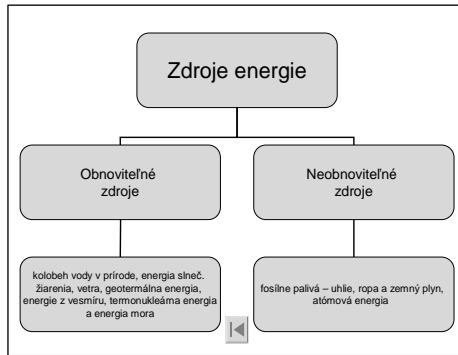 Zdroje energie
Obnoviteľné
zdroje
Neobnoviteľné
zdroje
kolobeh vody v prírode, energia slneč.
žiarenia, vetra, geotermálna energia,
energie z vesmíru, termonukleárna energia
a energia mora
fosílne palivá – uhlie, ropa a zemný plyn,
atómová energia